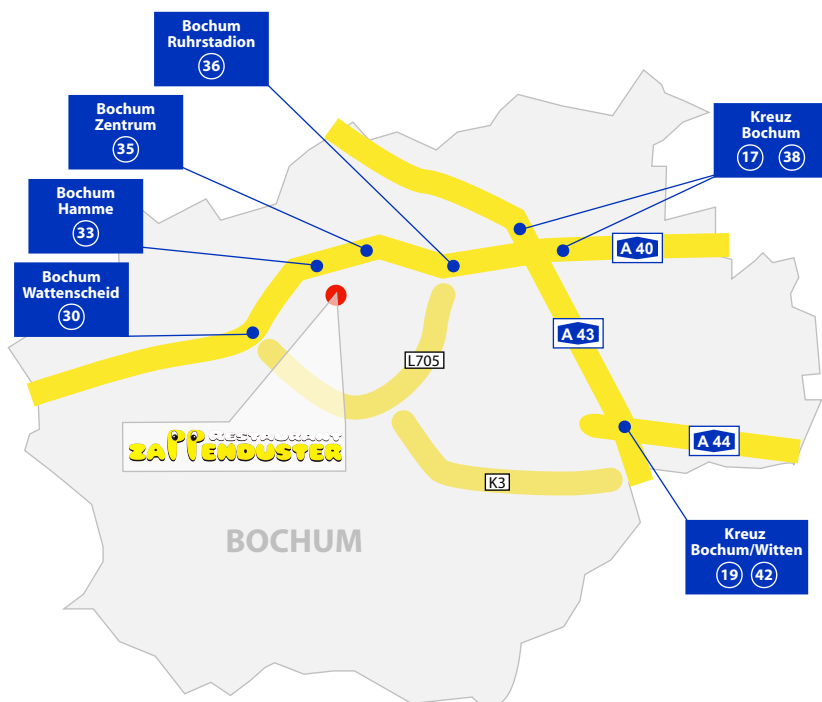 Bochum
Ruhrstadion
36
Bochum
Zentrum
35
Kreuz
Bochum
17 38
Bochum
Hamme
33
Bochum
Wattenscheid
30
A 40
A 43
L705
RESTAURANT
ZAPPENDUSTER
A 44
K3
BOCHUM
Kreuz
Bochum/Witten
19 42